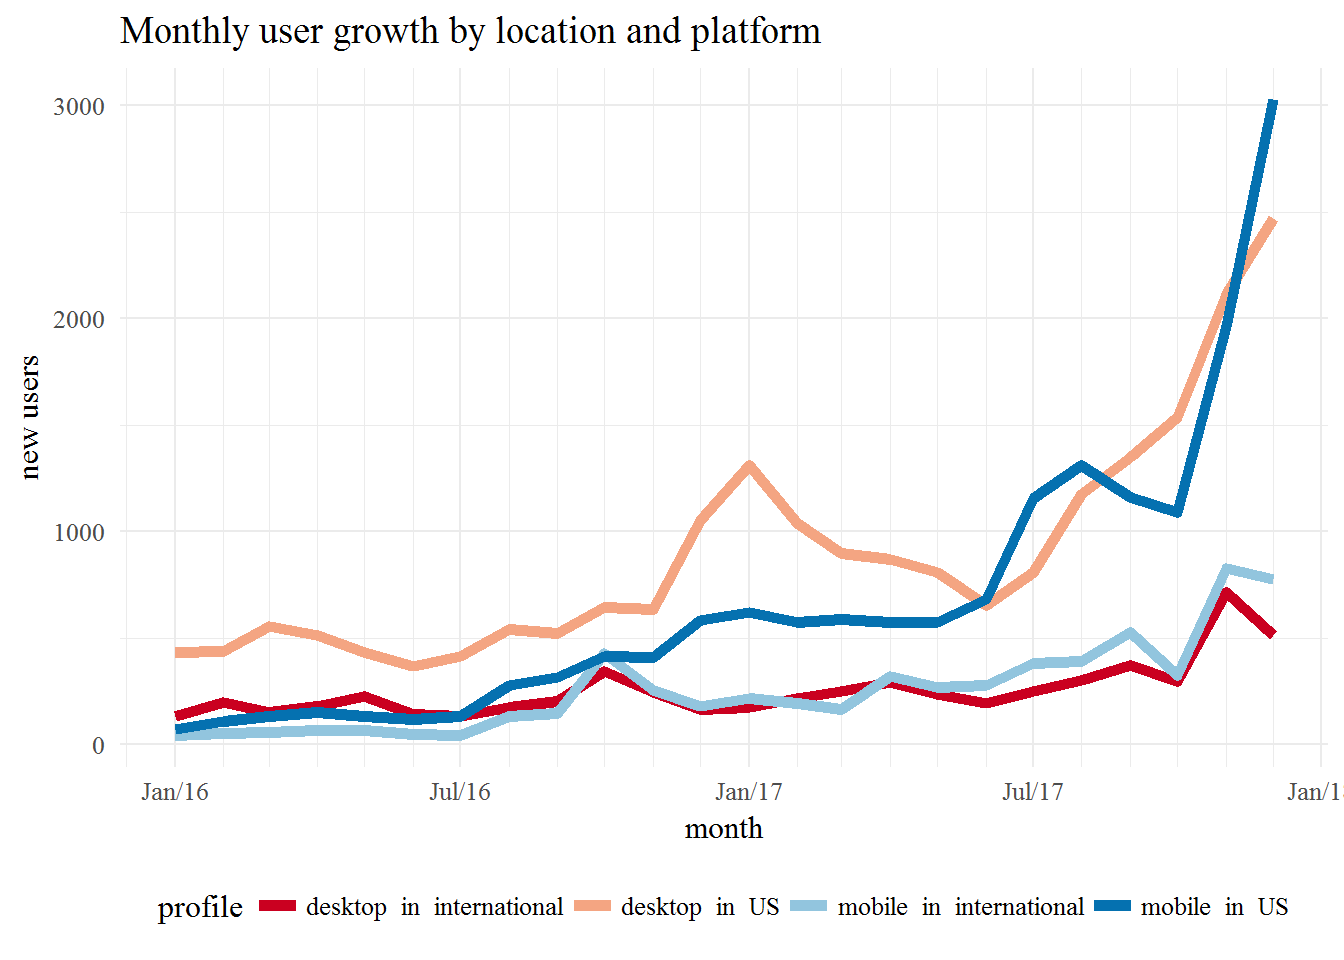 Monthly user growth by location and platform
3000
2000
1000
0
new users
Jan/16 Jul/16 Jan/17 Jul/17
month
profile desktop in international desktop in US mobile in international mobile in US